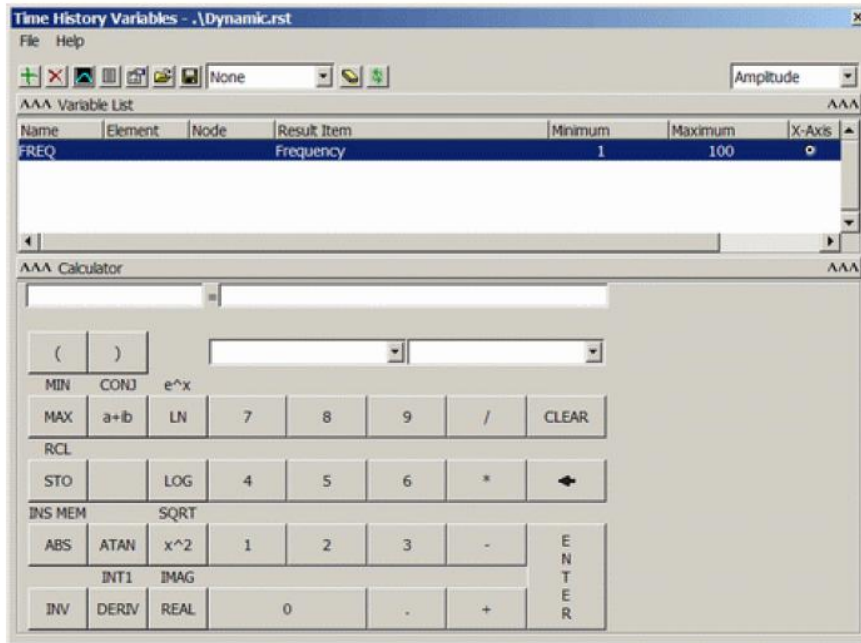 Time History Variables - .\Dynamic.rst
File Help
None Amplitude
Variable List
Name Element Node Result Item Minimum Maximum X-Axis
FREQ Frequency 1 100
Calculator
=
( )
MIN CONJ e^x
MAX a+ib LN 7 8 9 / CLEAR
RCL
STO LOG 4 5 6 *
INS MEM SQRT
ABS ATAN x^2 1 2 3 - ENTER
INT1 IMAG
INV DERIV REAL 0 . +